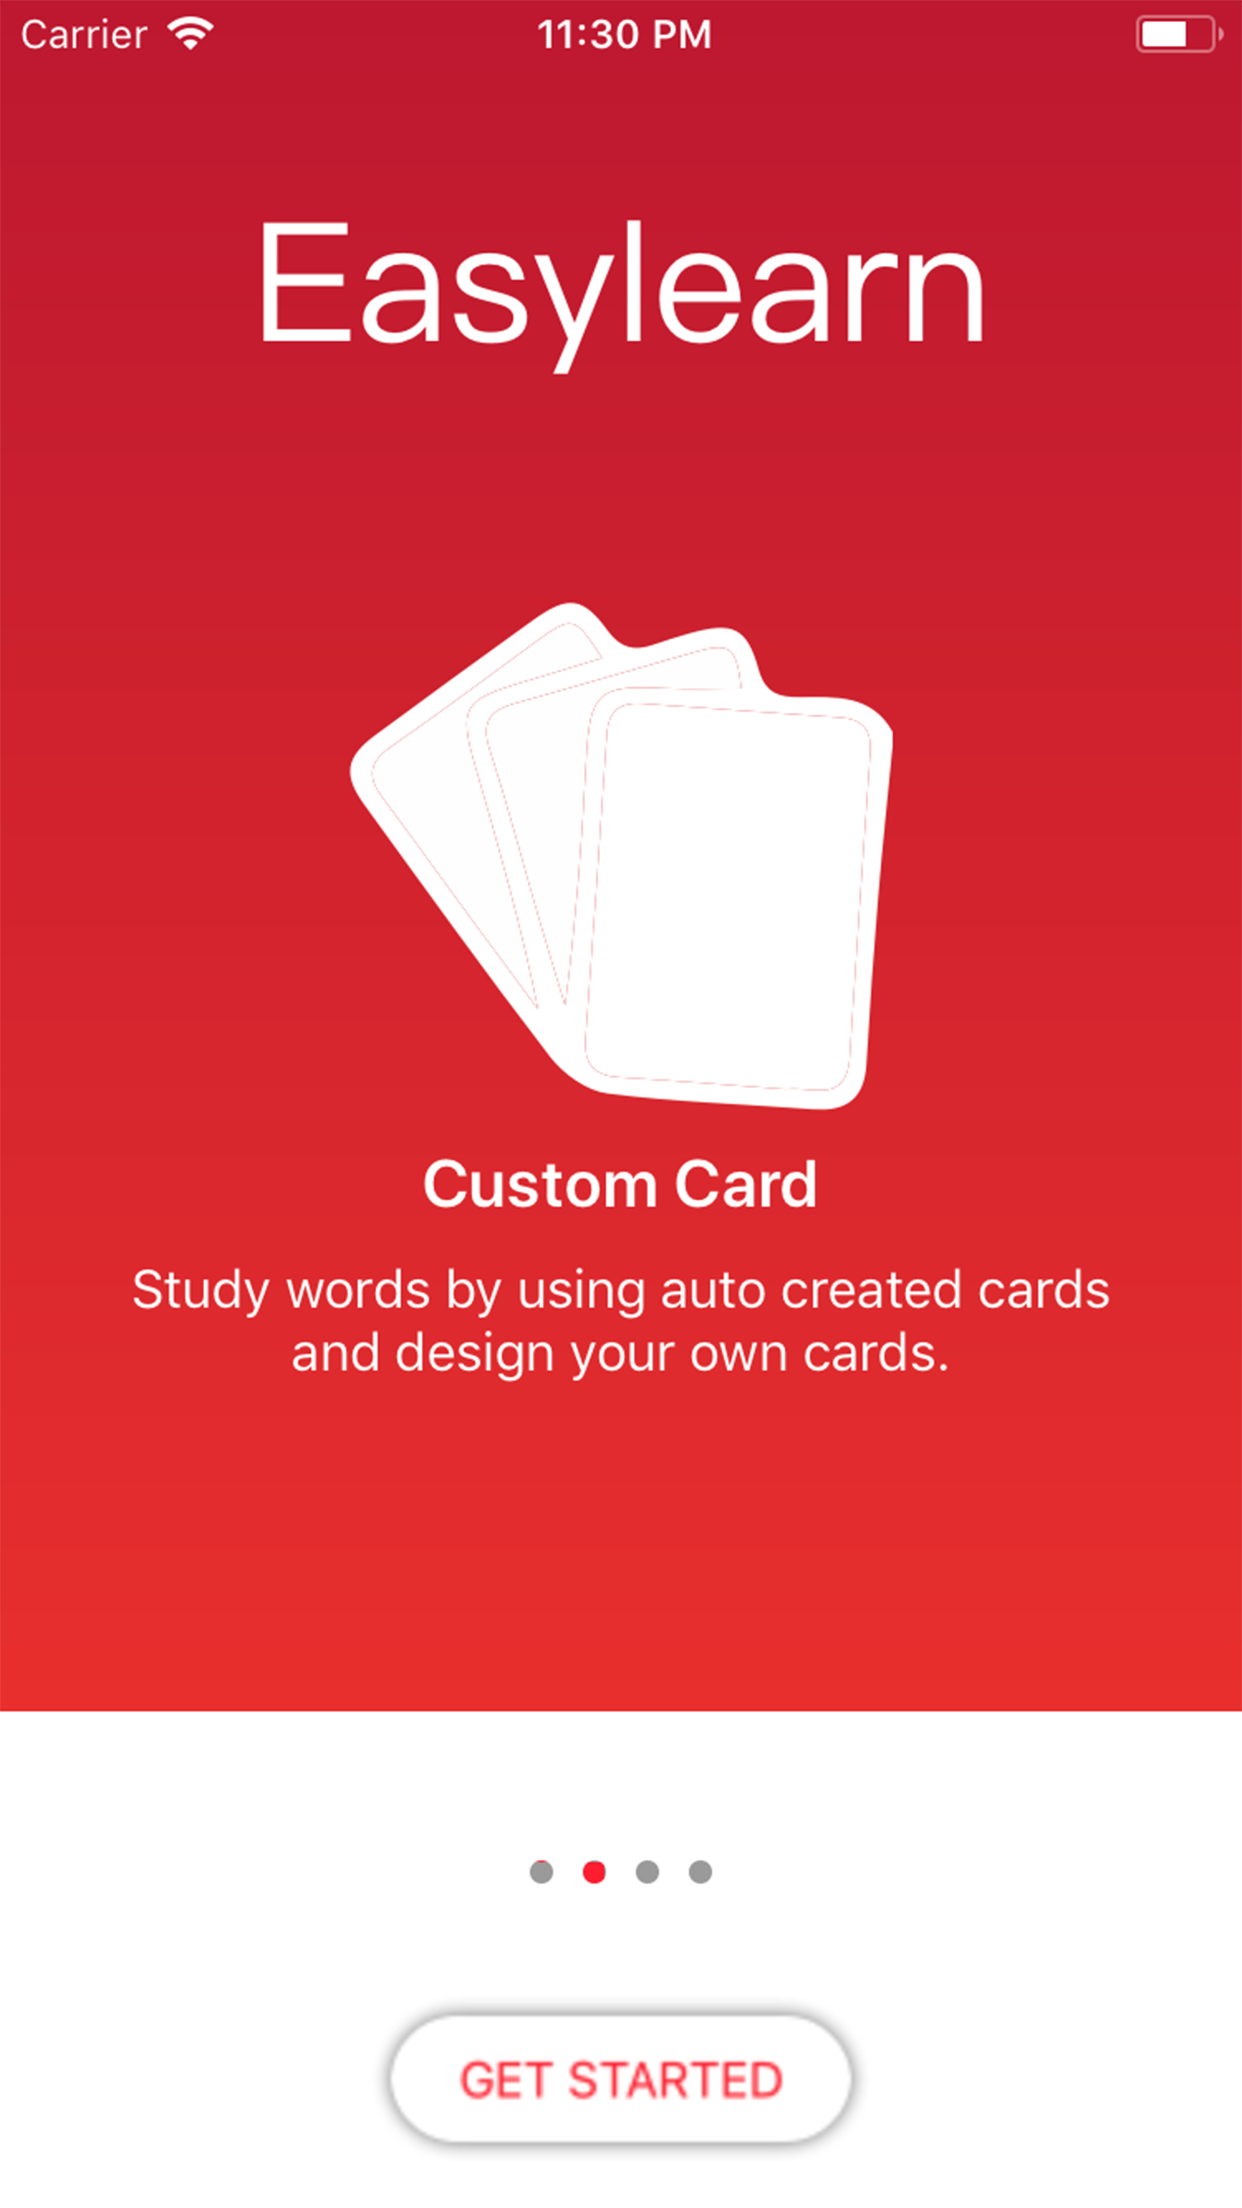 Carrier 11:30 PM
Easylearn
Custom Card
Study words by using auto created cards
and design your own cards.
GET STARTED